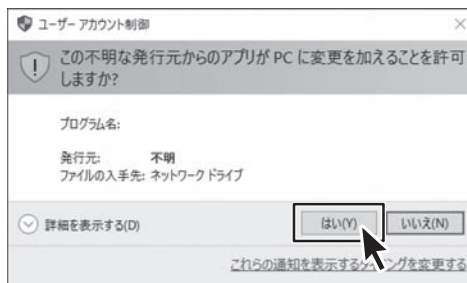 ユーザー アカウント制御
この不明な発行元からのアプリが PC に変更を加えることを許可
しますか?
プログラム名:
発行元: 不明
ファイルの入手先: ネットワーク ドライブ
詳細を表示する(D)
はい(Y) いいえ(N)
これらの通知を表示するタイミングを変更する